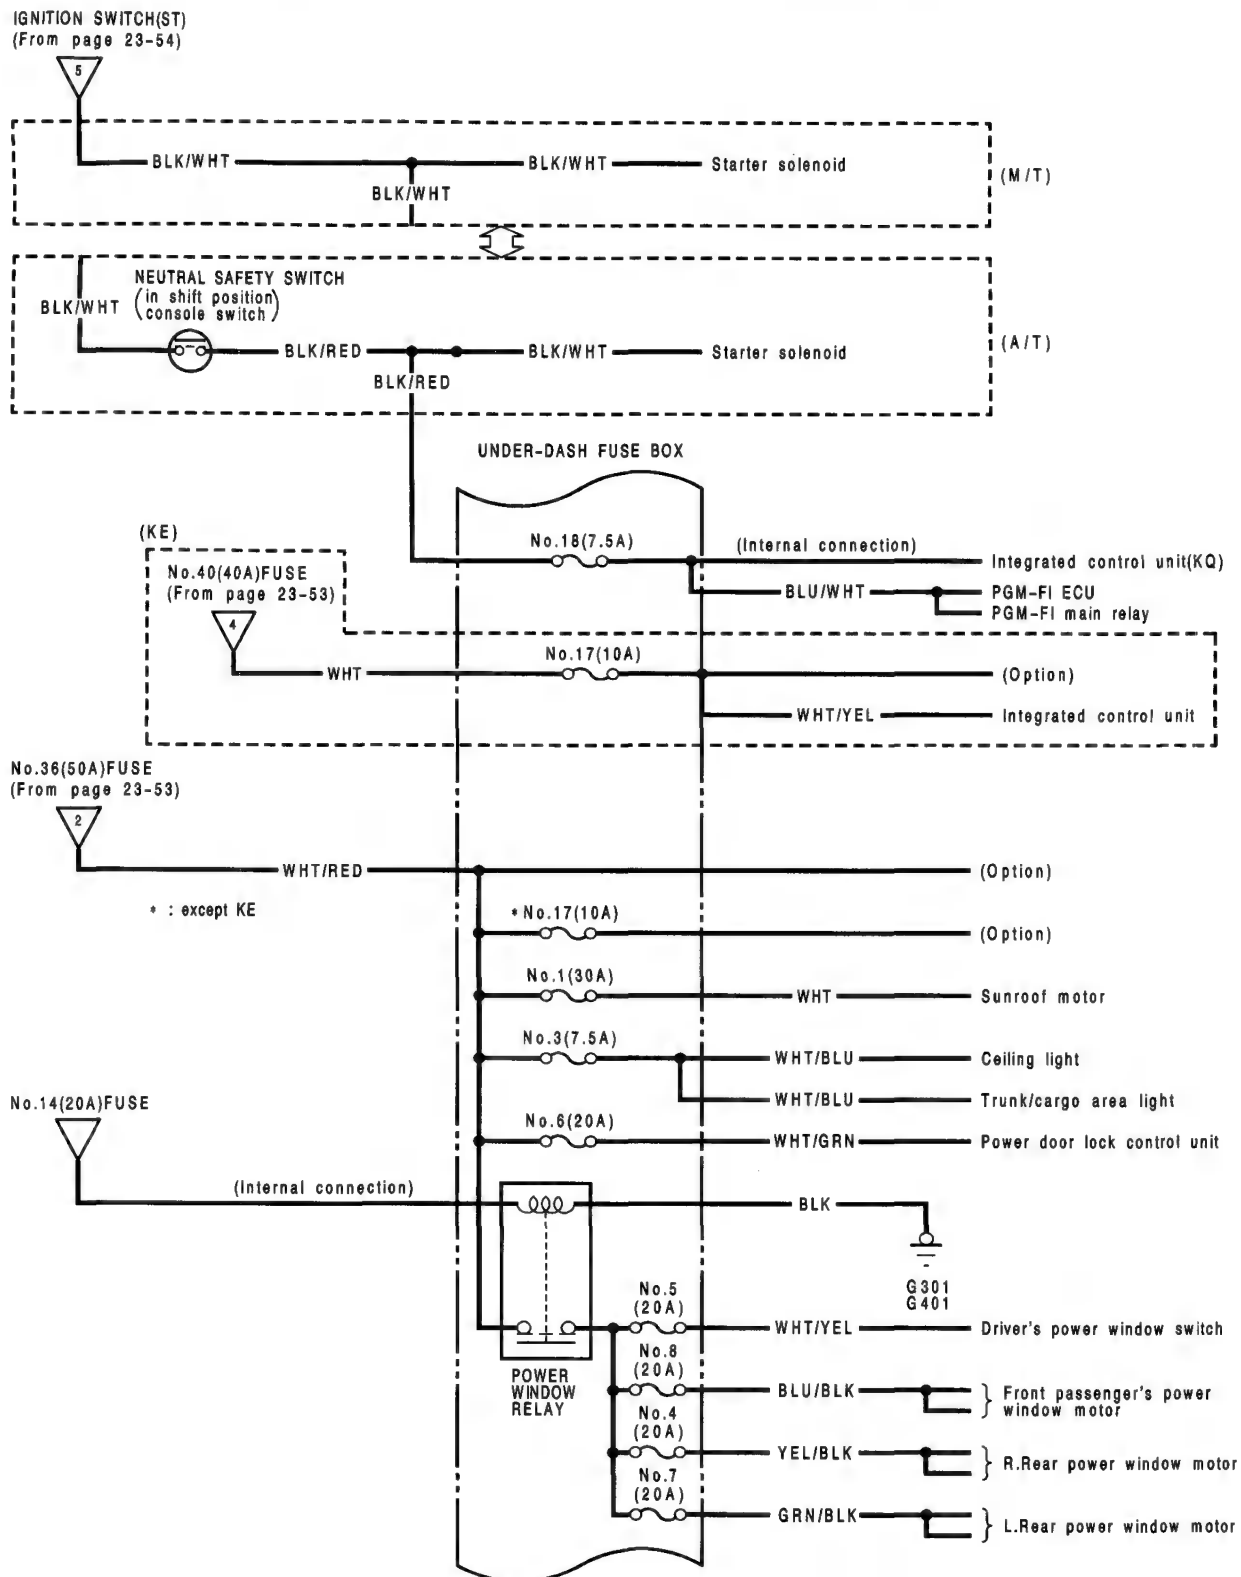 IGNITION SWITCH(ST)
(From page 23-54)
5
BLK/WHT
BLK/WHT
Starter solenoid
(M/T)
BLK/WHT
NEUTRAL SAFETY SWITCH
(in shift position
console switch)
BLK/WHT
BLK/RED
BLK/WHT
Starter solenoid
(A/T)
BLK/RED
UNDER-DASH FUSE BOX
(KE)
No.18(7.5A)
(Internal connection)
Integrated control unit(KQ)
No.40(40A)FUSE
(From page 23-53)
BLU/WHT
PGM-FI ECU
PGM-FI main relay
4
No.17(10A)
WHT
(Option)
WHT/YEL
Integrated control unit
No.36(50A)FUSE
(From page 23-53)
2
WHT/RED
(Option)
* : except KE
*No.17(10A)
(Option)
No.1(30A)
WHT
Sunroof motor
No.3(7.5A)
WHT/BLU
Ceiling light
No.14(20A)FUSE
WHT/BLU
Trunk/cargo area light
No.6(20A)
WHT/GRN
Power door lock control unit
(Internal connection)
BLK
G301
G401
No.5
(20A)
WHT/YEL
Driver's power window switch
No.8
(20A)
POWER
WINDOW
RELAY
BLU/BLK
Front passenger's power
window motor
No.4
(20A)
YEL/BLK
R.Rear power window motor
No.7
(20A)
GRN/BLK
L.Rear power window motor